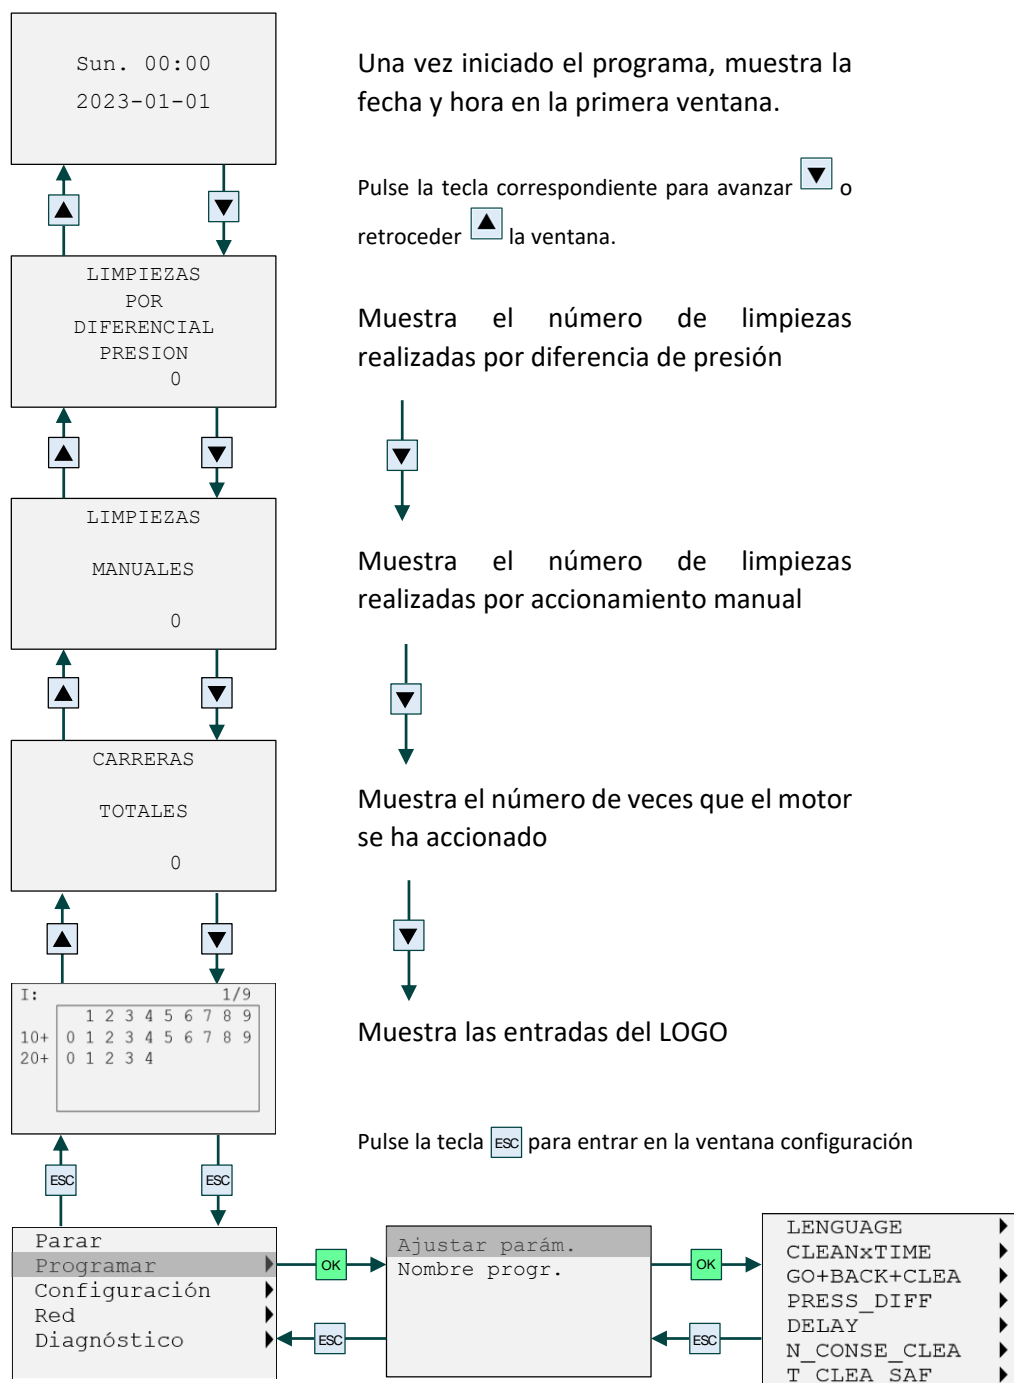 Sun. 00:00
2023-01-01
Una vez iniciado el programa, muestra la
fecha y hora en la primera ventana.
Pulse la tecla correspondiente para avanzar ▼ o
retroceder ▲ la ventana.
▲
▼
LIMPIEZAS
POR
DIFERENCIAL
PRESION
0
Muestra el número de limpiezas
realizadas por diferencia de presión
▲
▼
▼
LIMPIEZAS
MANUALES
0
Muestra el número de limpiezas
realizadas por accionamiento manual
▲
▼
▼
CARRERAS
TOTALES
0
Muestra el número de veces que el motor
se ha accionado
▲
▼
▼
I: 1/9
1 2 3 4 5 6 7 8 9
10+ 0 1 2 3 4 5 6 7 8 9
20+ 0 1 2 3 4
Muestra las entradas del LOGO
Pulse la tecla ESC para entrar en la ventana configuración
ESC
ESC
Parar
Programar
Configuración
Red
Diagnóstico
OK
ESC
Ajustar parám.
Nombre progr.
OK
ESC
LENGUAGE
CLEANxTIME
GO+BACK+CLEA
PRESS_DIFF
DELAY
N_CONSE_CLEA
T_CLEA_SAF